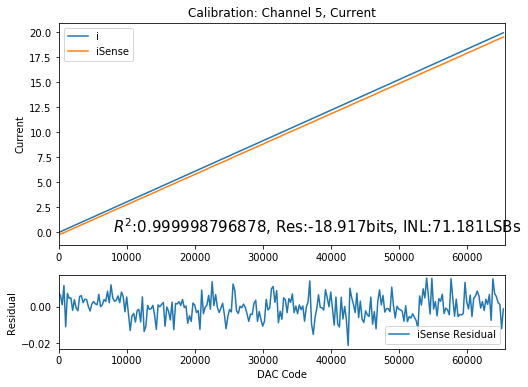 Calibration: Channel 5, Current
20.0
17.5
15.0
12.5
10.0
7.5
5.0
2.5
0.0
Current
i
iSense
R²:0.999998796878, Res:-18.917bits, INL:71.181LSBs
0 10000 20000 30000 40000 50000 60000
0.00
−0.02
Residual
iSense Residual
0 10000 20000 30000 40000 50000 60000
DAC Code